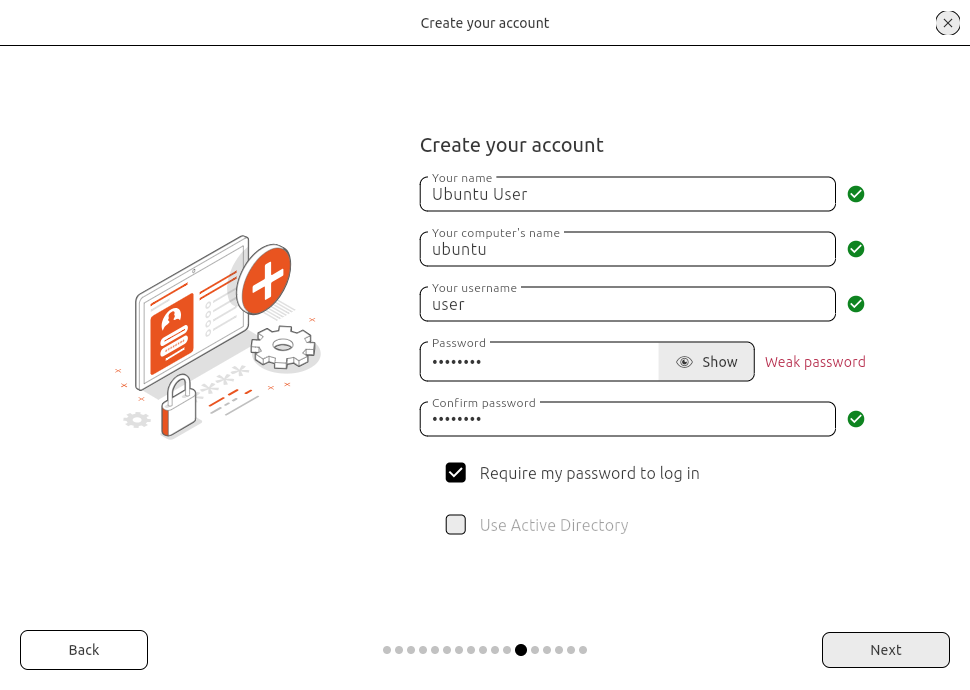 Create your account
Create your account
Your name
Ubuntu User
Your computer's name
ubuntu
Your username
user
Password
••••••••
Show
Weak password
Confirm password
••••••••
Require my password to log in
Use Active Directory
Back
Next